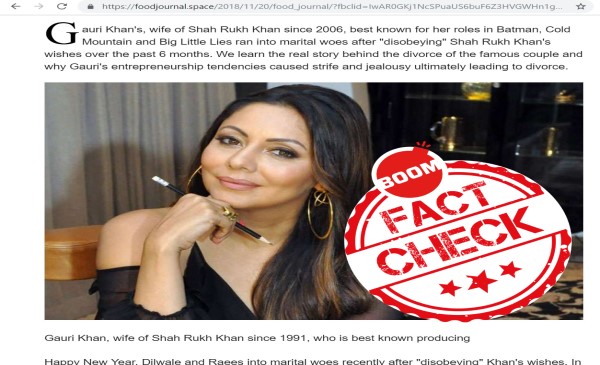 https://foodjournal.space/2018/11/20/food_journal/?fbclid=IwAR0GKj1Nc5PuaUS6buF6Z3HVGWHn1g...
Gauri Khan's, wife of Shah Rukh Khan since 2006, best known for her roles in Batman, Cold
Mountain and Big Little Lies ran into marital woes after "disobeying" Shah Rukh Khan's
wishes over the past 6 months. We learn the real story behind the divorce of the famous couple and
why Gauri's entrepreneurship tendencies caused strife and jealousy ultimately leading to divorce.
BOOM
FACT
CHECK
Gauri Khan, wife of Shah Rukh Khan since 1991, who is best known producing
Happy New Year, Dilwale and Raees into marital woes recently after "disobeying" Khan's wishes. In